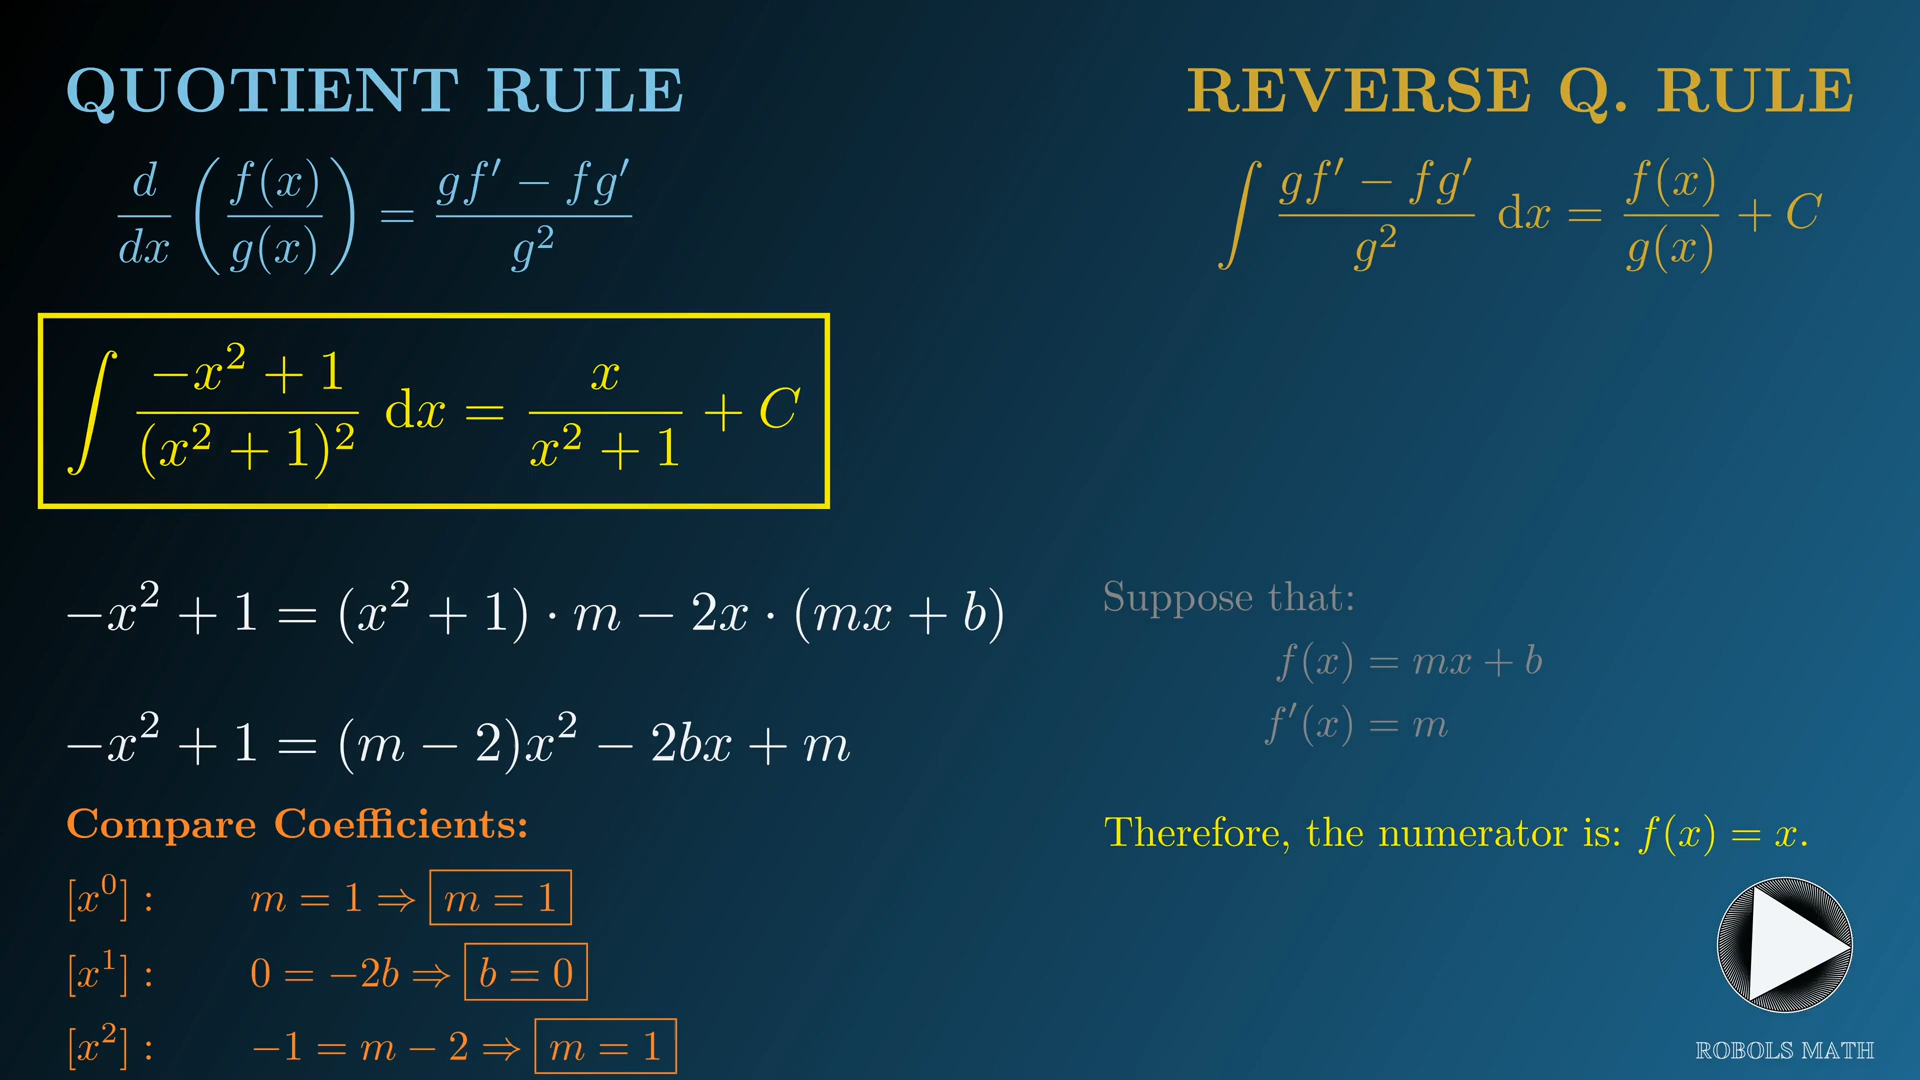 QUOTIENT RULE
d/dx (f(x)/g(x)) = (gf′ − fg′)/g²
REVERSE Q. RULE
∫ (gf′ − fg′)/g² dx = f(x)/g(x) + C
∫ (−x² + 1)/(x² + 1)² dx = x/(x² + 1) + C
−x² + 1 = (x² + 1) · m − 2x · (mx + b)
−x² + 1 = (m − 2)x² − 2bx + m
Suppose that:
f(x) = mx + b
f′(x) = m
Compare Coefficients:
[x⁰] : m = 1 ⇒ m = 1
[x¹] : 0 = −2b ⇒ b = 0
[x²] : −1 = m − 2 ⇒ m = 1
Therefore, the numerator is: f(x) = x.
ROBOLS MATH